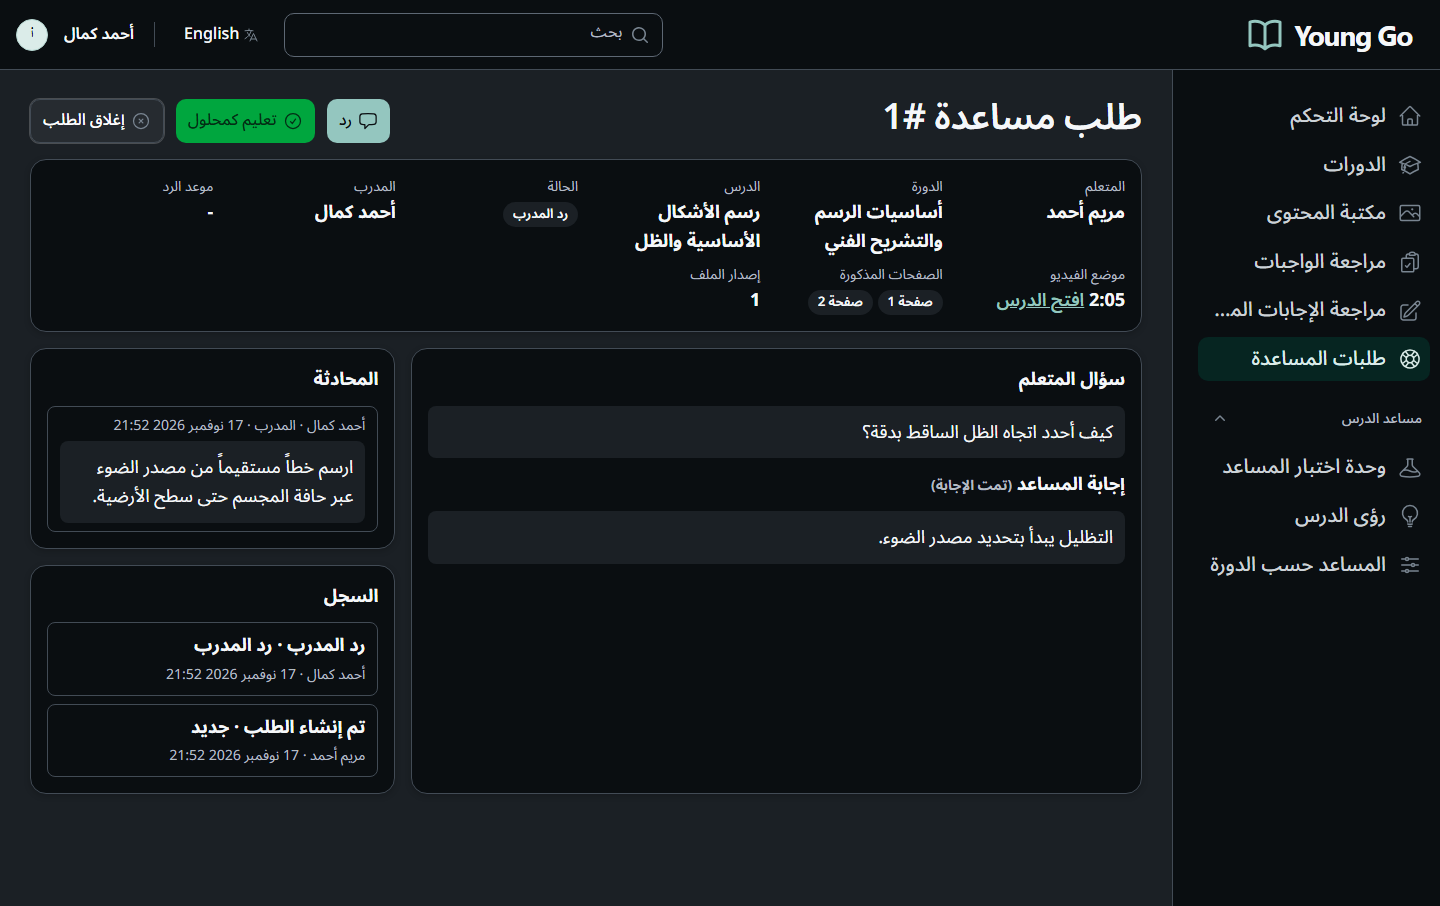 Young Go
بحث
English
أحمد كمال
i
لوحة التحكم
الدورات
مكتبة المحتوى
مراجعة الواجبات
مراجعة الإجابات المـ...
طلبات المساعدة
مساعد الدرس
وحدة اختبار المساعد
رؤى الدرس
المساعد حسب الدورة
طلب مساعدة #1
رد
تعليم كمحلول
إغلاق الطلب
المتعلم
مريم أحمد
الدورة
أساسيات الرسم
والتشريح الفني
الدرس
رسم الأشكال
الأساسية والظل
الحالة
رد المدرب
المدرب
أحمد كمال
موعد الرد
-
موضع الفيديو
2:05 افتح الدرس
الصفحات المذكورة
صفحة 1
صفحة 2
إصدار الملف
1
سؤال المتعلم
كيف أحدد اتجاه الظل الساقط بدقة؟
إجابة المساعد (تمت الإجابة)
التظليل يبدأ بتحديد مصدر الضوء.
المحادثة
أحمد كمال · المدرب · 17 نوفمبر 2026 21:52
ارسم خطاً مستقيماً من مصدر الضوء
عبر حافة المجسم حتى سطح الأرضية.
السجل
رد المدرب · رد المدرب
أحمد كمال · 17 نوفمبر 2026 21:52
تم إنشاء الطلب · جديد
مريم أحمد · 17 نوفمبر 2026 21:52